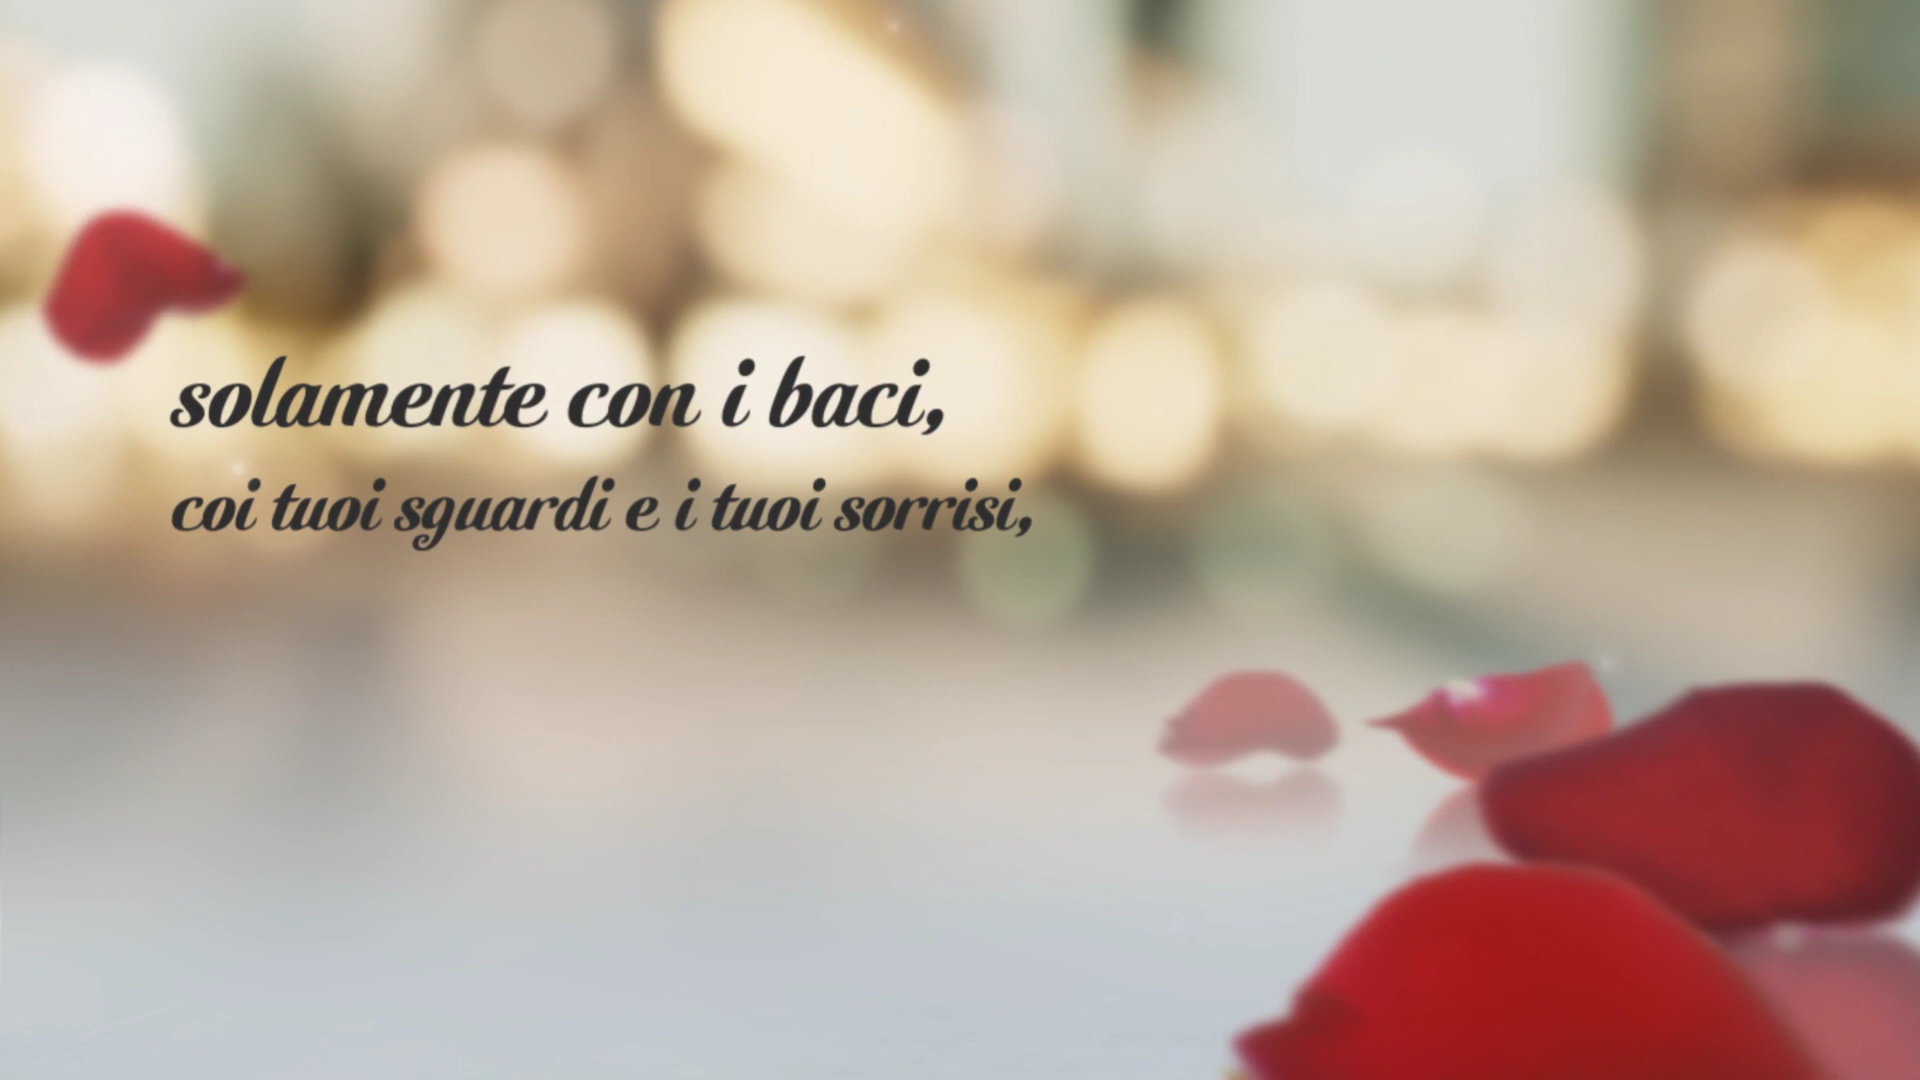 solamente con i baci,
coi tuoi sguardi e i tuoi sorrisi,